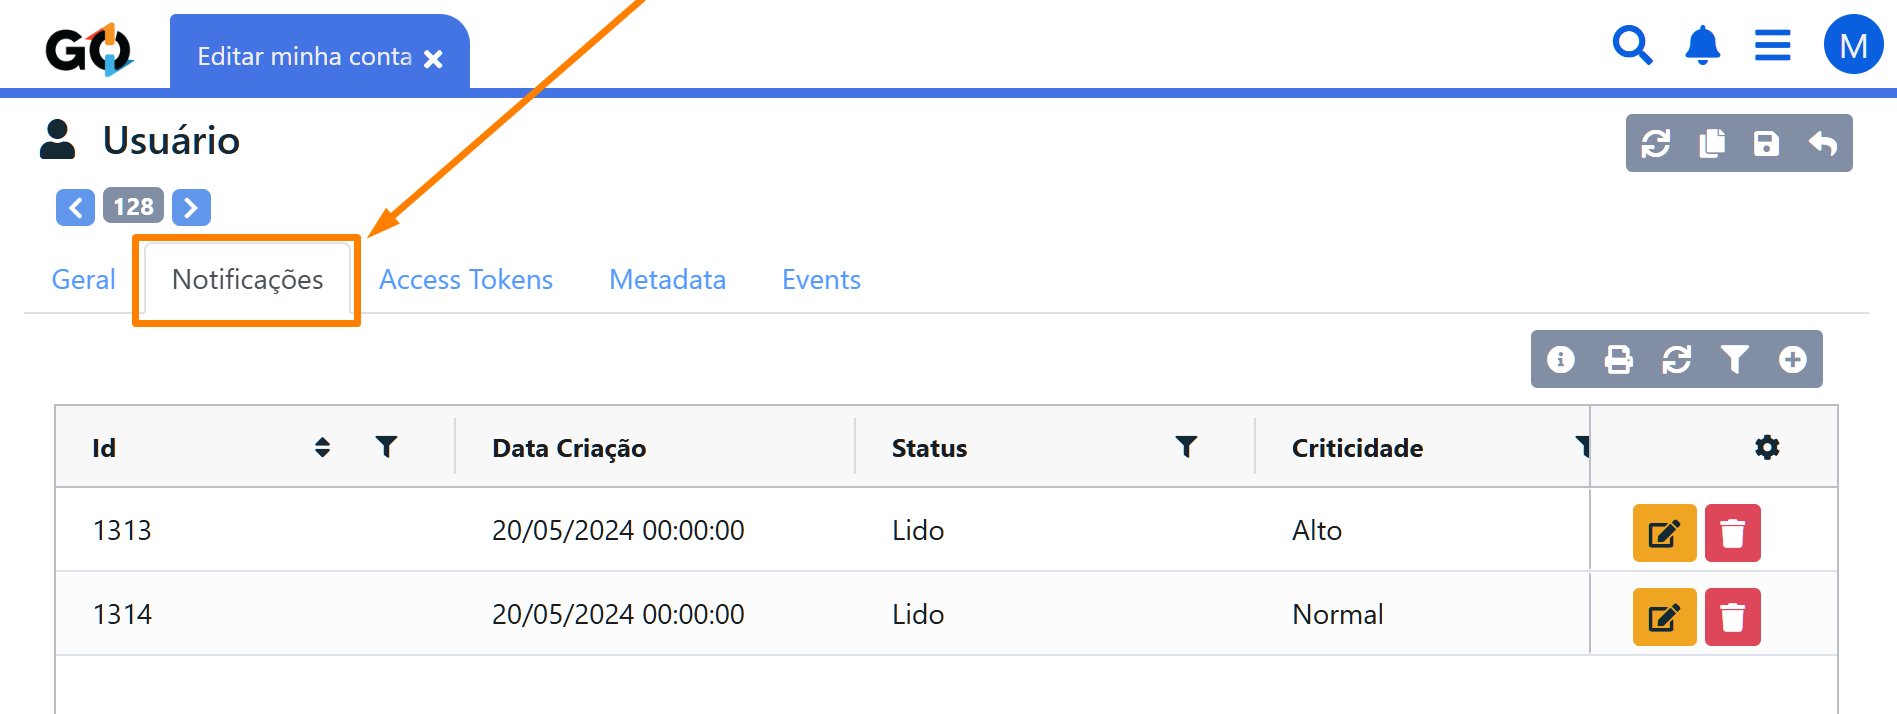 GO
Editar minha conta
M
Usuário
128
Geral Notificações Access Tokens Metadata Events
Id Data Criação Status Criticidade
1313 20/05/2024 00:00:00 Lido Alto
1314 20/05/2024 00:00:00 Lido Normal